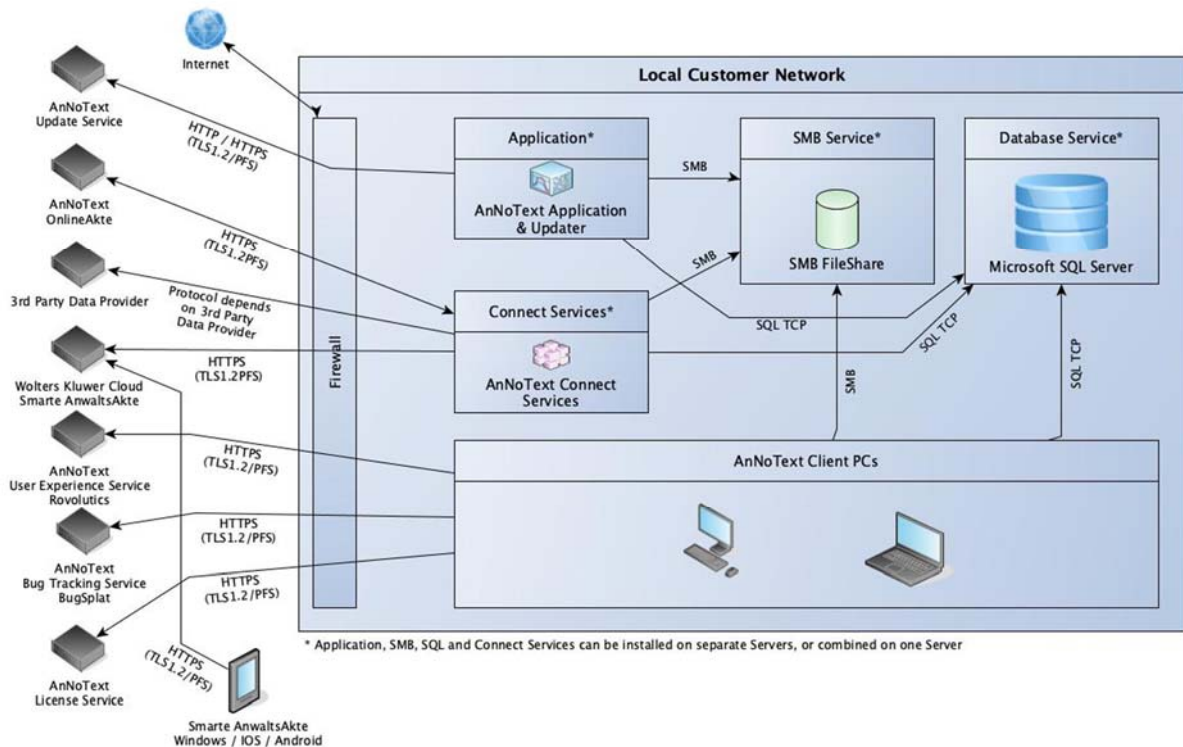 Internet
AnNoText
Update Service
AnNoText
OnlineAkte
3rd Party Data Provider
Wolters Kluwer Cloud
Smarte AnwaltsAkte
AnNoText
User Experience Service
Rovolutics
AnNoText
Bug Tracking Service
BugSplat
AnNoText
License Service
Smarte AnwaltsAkte
Windows / IOS / Android
HTTP / HTTPS
(TLS1.2/PFS)
HTTPS
(TLS1.2PFS)
Protocol depends
on 3rd Party
Data Provider
HTTPS
(TLS1.2PFS)
HTTPS
(TLS1.2/PFS)
HTTPS
(TLS1.2/PFS)
HTTPS
(TLS1.2/PFS)
HTTPS
(TLS1.2/PFS)
Local Customer Network
Firewall
Application*
AnNoText Application
& Updater
SMB
SMB Service*
SMB FileShare
Database Service*
Microsoft SQL Server
Connect Services*
AnNoText Connect
Services
SMB
SQL TCP
SQL TCP
SMB
SQL TCP
AnNoText Client PCs
* Application, SMB, SQL and Connect Services can be installed on separate Servers, or combined on one Server